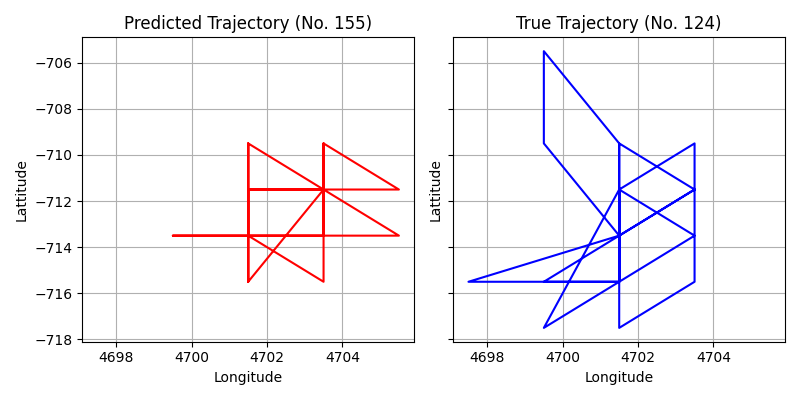 Predicted Trajectory (No. 155)
True Trajectory (No. 124)
Lattitude
−706
−708
−710
−712
−714
−716
−718
4698
4700
4702
4704
Longitude
Lattitude
4698
4700
4702
4704
Longitude